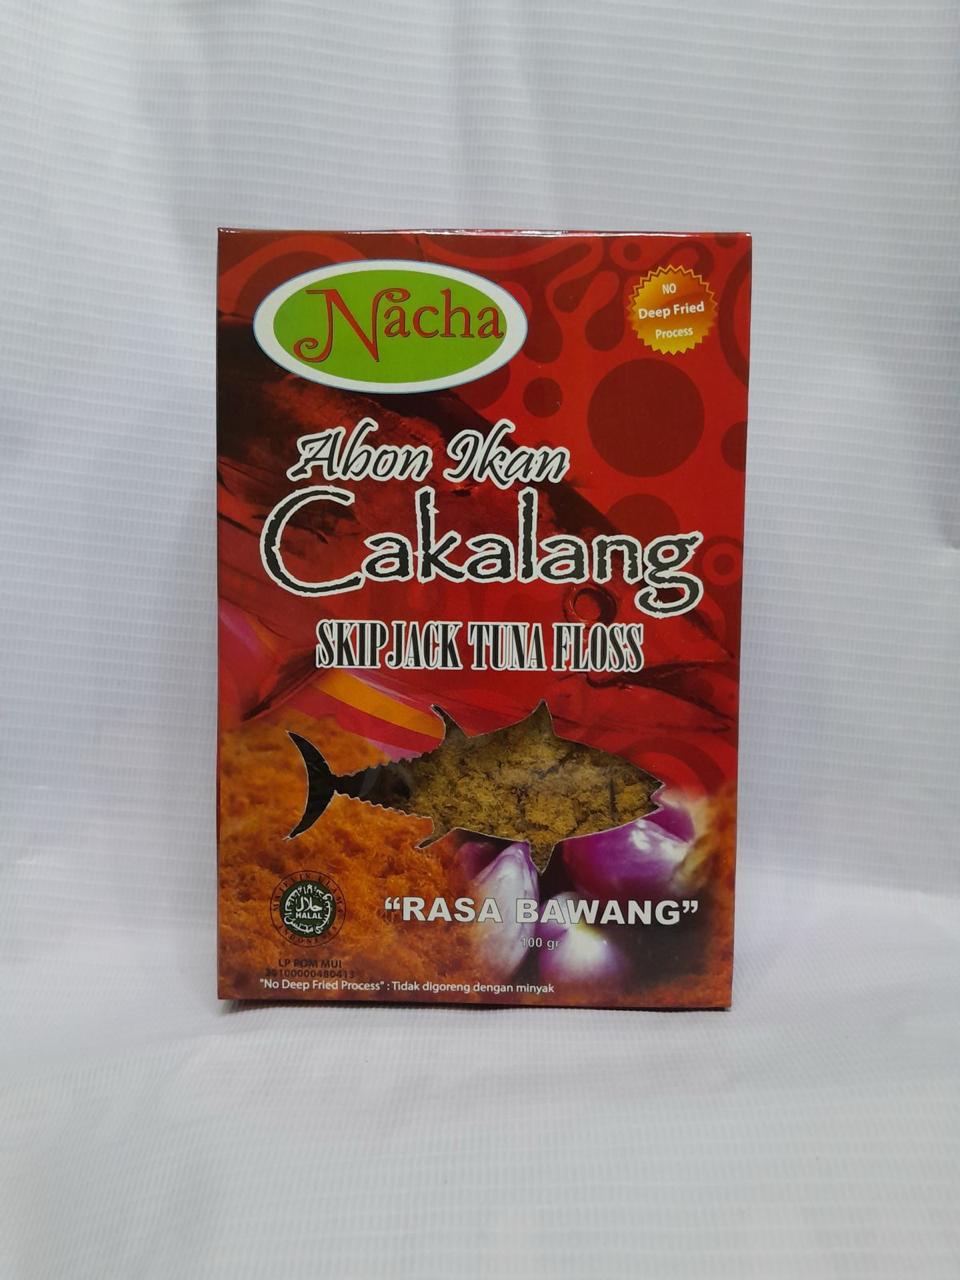 Nacha
NO
Deep Fried
Process
Abon Ikan
Cakalang
SKIPJACK TUNA FLOSS
HALAL
"RASA BAWANG"
100 gr
LP POM MUI
"No Deep Fried Process" : Tidak digoreng dengan minyak